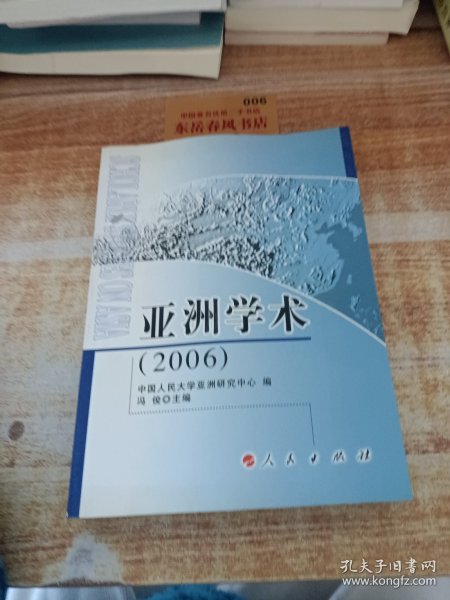 006
东岳春风书店
亚洲学术
(2006)
中国人民大学亚洲研究中心 编
冯 俊◎主编
人民出版社
孔夫子旧书网
www.kongfz.com